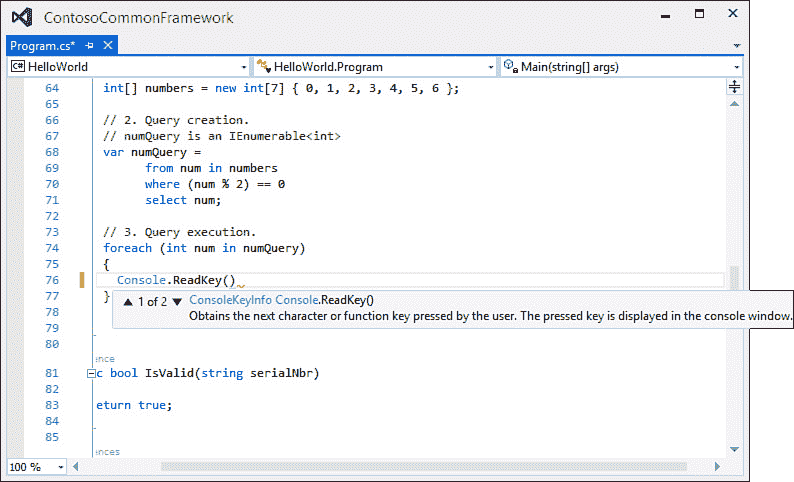 ContosoCommonFramework
Program.cs*
C# HelloWorld HelloWorld.Program Main(string[] args)
64 int[] numbers = new int[7] { 0, 1, 2, 3, 4, 5, 6 };
65
66 // 2. Query creation.
67 // numQuery is an IEnumerable<int>
68 var numQuery =
69 from num in numbers
70 where (num % 2) == 0
71 select num;
72
73 // 3. Query execution.
74 foreach (int num in numQuery)
75 {
76 Console.ReadKey()
77 }
1 of 2 ConsoleKeyInfo Console.ReadKey()
78
Obtains the next character or function key pressed by the user. The pressed key is displayed in the console window.
79
80
ence
81 c bool IsValid(string serialNbr)
82
83 eturn true;
84
85
ences
100 %